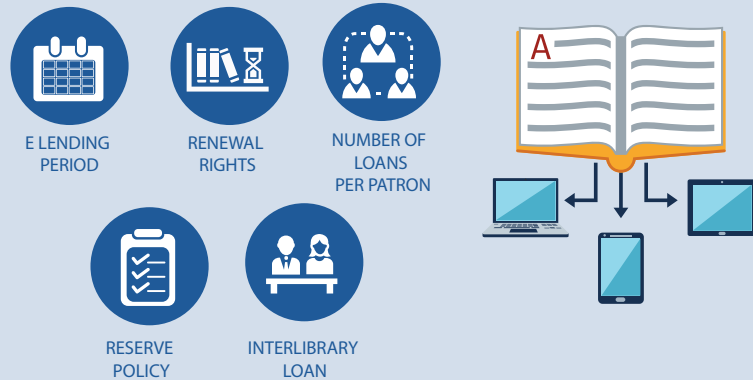 E LENDING
PERIOD
RENEWAL
RIGHTS
NUMBER OF
LOANS
PER PATRON
A
RESERVE
POLICY
INTERLIBRARY
LOAN